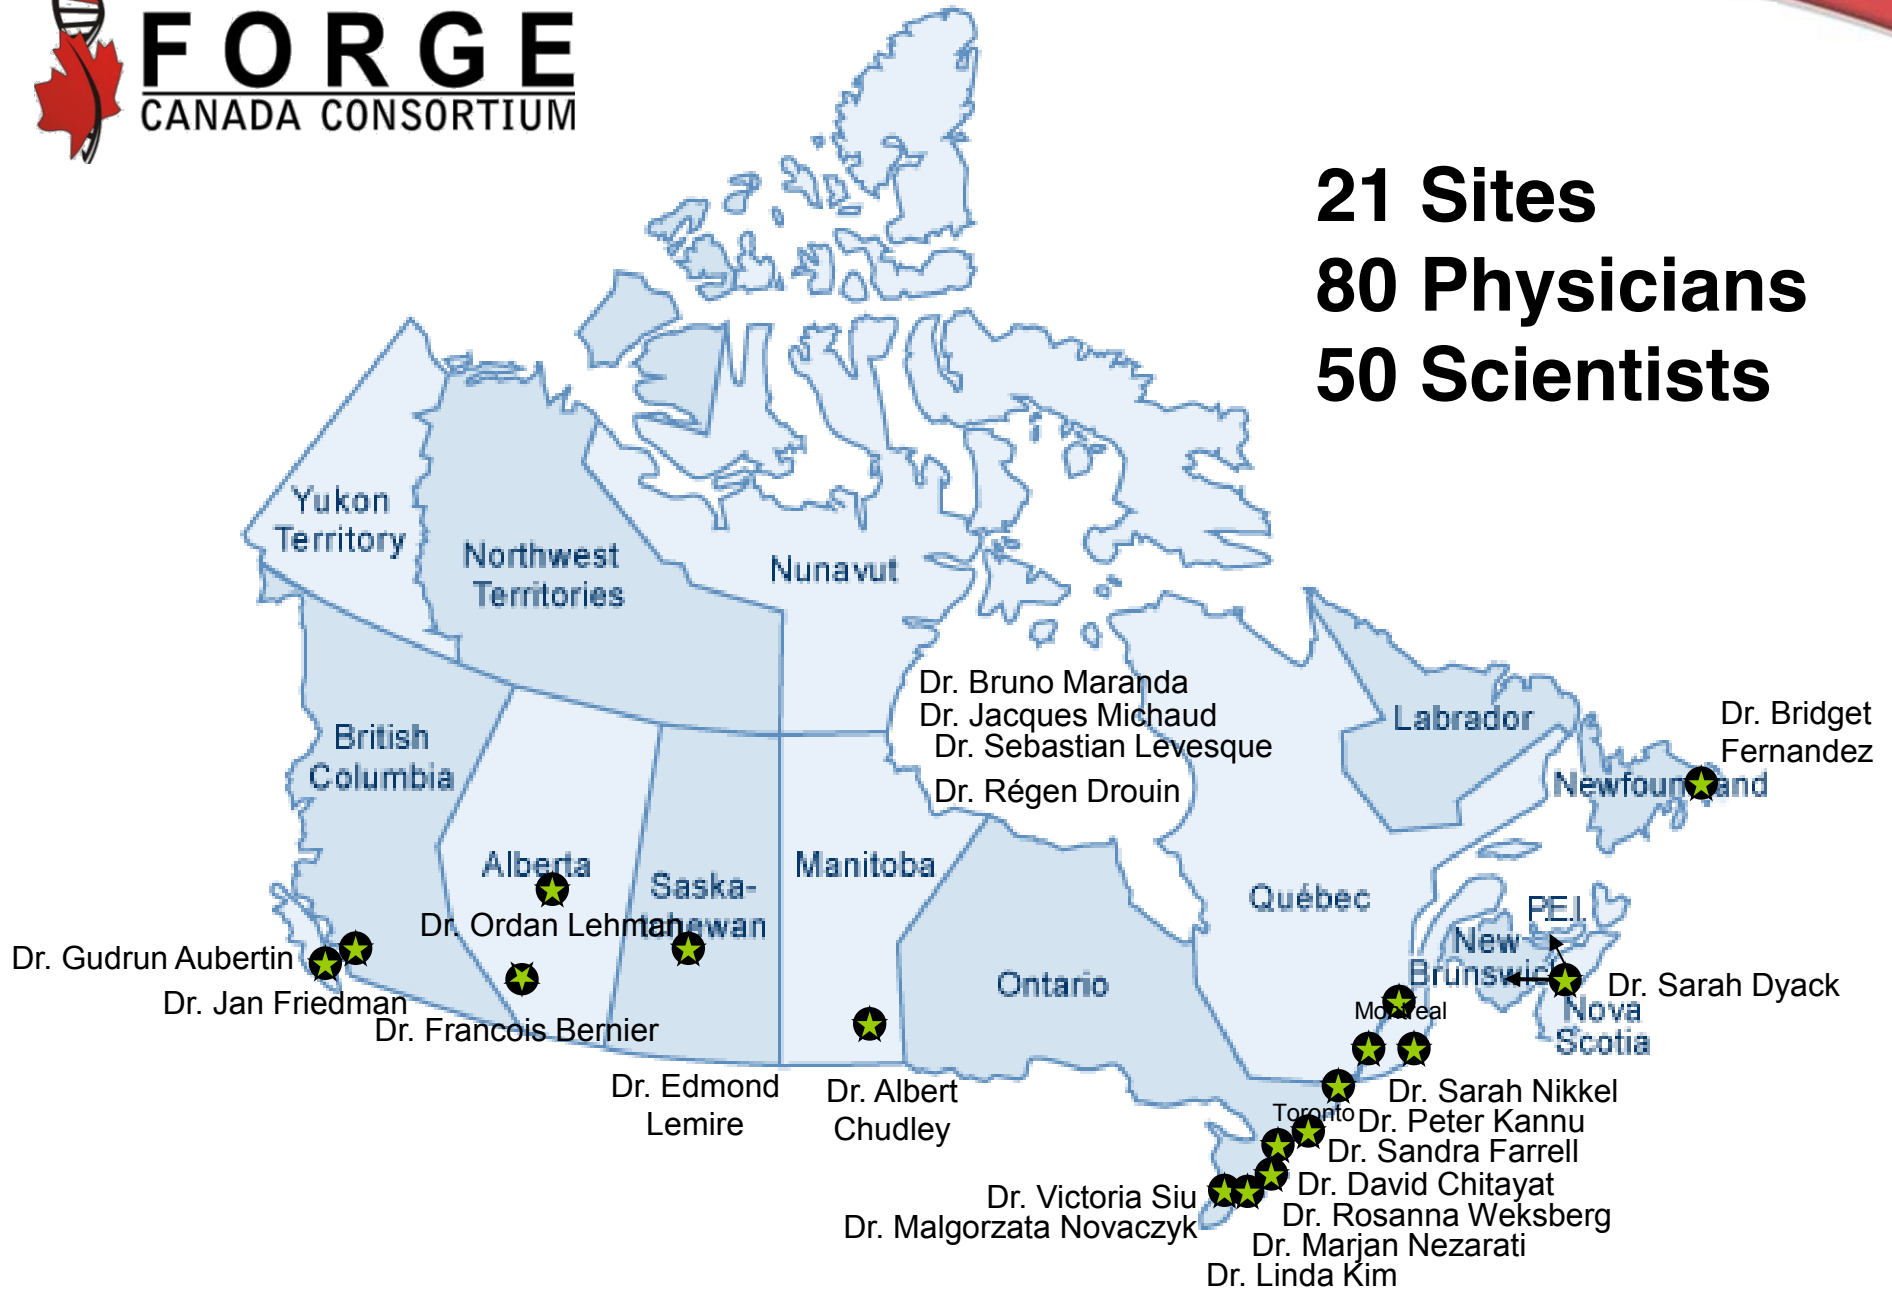 FORGE
CANADA CONSORTIUM
21 Sites
80 Physicians
50 Scientists
Yukon
Territory
Northwest
Territories
Nunavut
Dr. Bruno Maranda
Dr. Jacques Michaud
Dr. Sebastian Levesque
Dr. Régen Drouin
Labrador
Dr. Bridget
Fernandez
Newfoundland
British
Columbia
Alberta
Dr. Ordan Lehman
Saska-
tchewan
Manitoba
Québec
P.E.I.
New
Brunswick
Dr. Gudrun Aubertin
Dr. Jan Friedman
Dr. Francois Bernier
Ontario
Dr. Sarah Dyack
Nova
Scotia
Montreal
Dr. Edmond
Lemire
Dr. Albert
Chudley
Dr. Sarah Nikkel
Toronto
Dr. Peter Kannu
Dr. Sandra Farrell
Dr. David Chitayat
Dr. Victoria Siu
Dr. Rosanna Weksberg
Dr. Malgorzata Novaczyk
Dr. Marjan Nezarati
Dr. Linda Kim